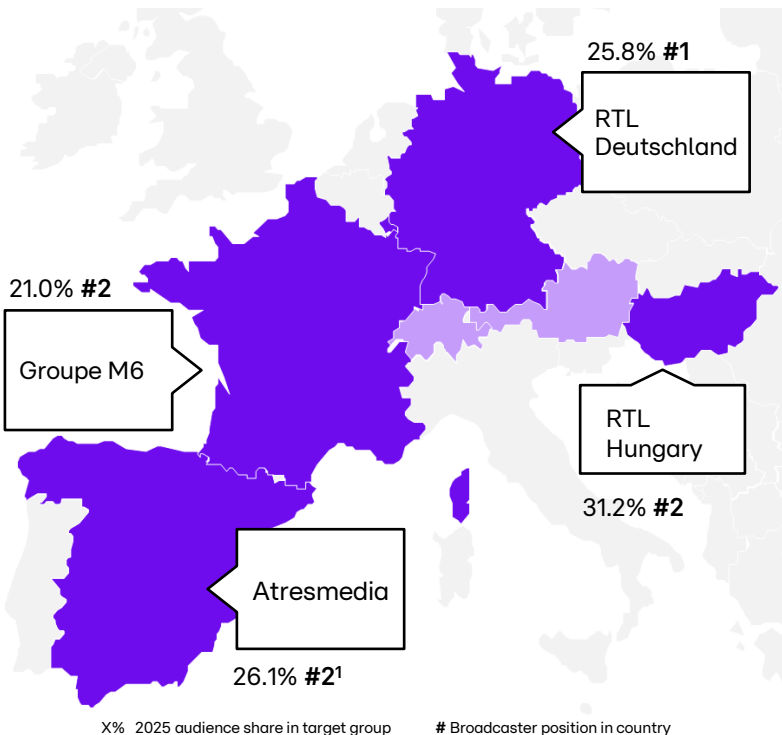 25.8% #1
RTL
Deutschland
21.0% #2
Groupe M6
RTL
Hungary
31.2% #2
Atresmedia
26.1% #2¹
X% 2025 audience share in target group # Broadcaster position in country